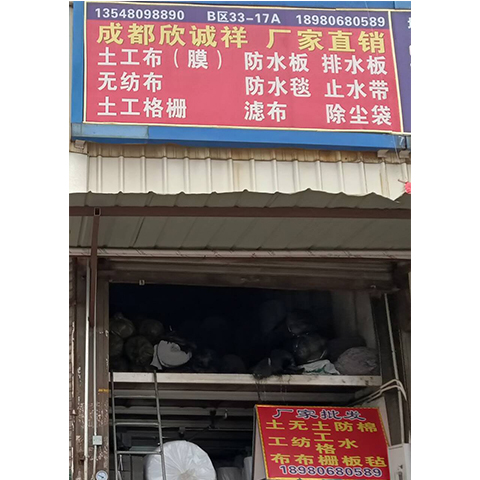 13548098890 B区33-17A 18980680589
成都欣诚祥 厂家直销
土工布（膜） 防水板 排水板
无纺布 防水毯 止水带
土工格栅 滤布 除尘袋
厂家批发
土无土防棉
工纺工水
布布格板毡
栅
18980680589